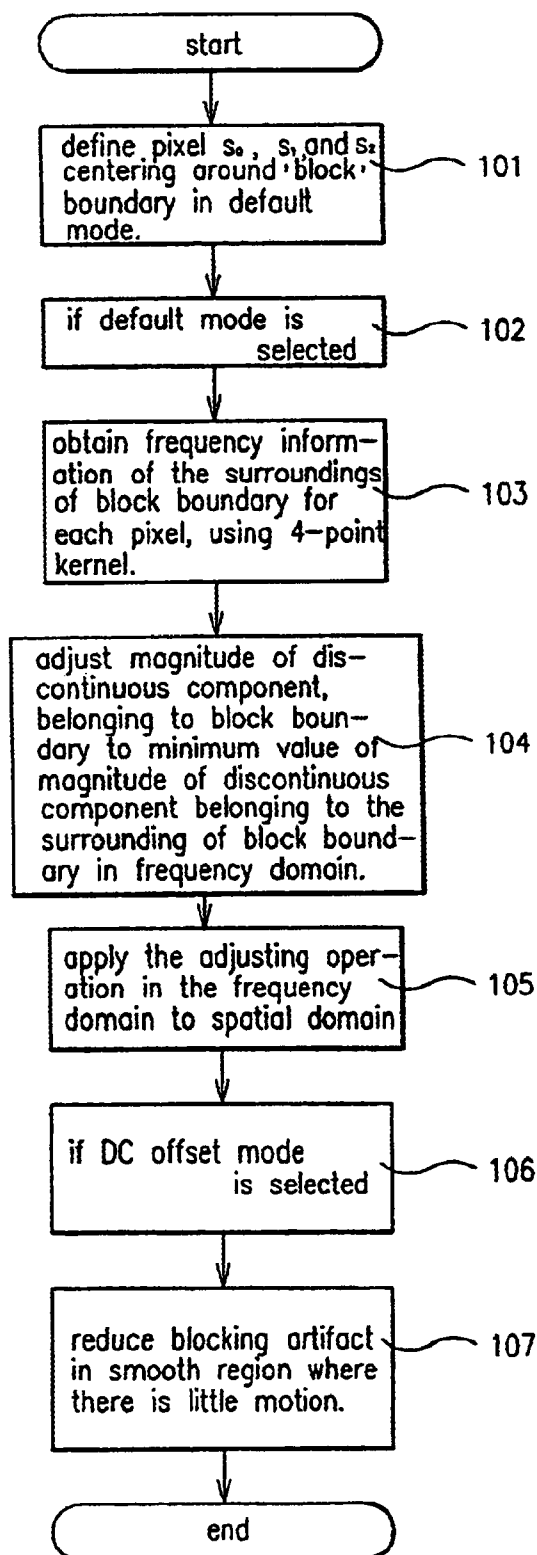 start
define pixel s₀, s₁, and s₂
centering around 'block'
boundary in default
mode.
101
if default mode is
selected
102
obtain frequency inform-
ation of the surroundings
of block boundary for
each pixel, using 4-point
kernel.
103
adjust magnitude of dis-
continuous component,
belonging to block boun-
dary to minimum value of
magnitude of discontinuous
component belonging to the
surrounding of block bound-
ary in frequency domain.
104
apply the adjusting oper-
ation in the frequency
domain to spatial domain
105
if DC offset mode
is selected
106
reduce blocking artifact
in smooth region where
there is little motion.
107
end